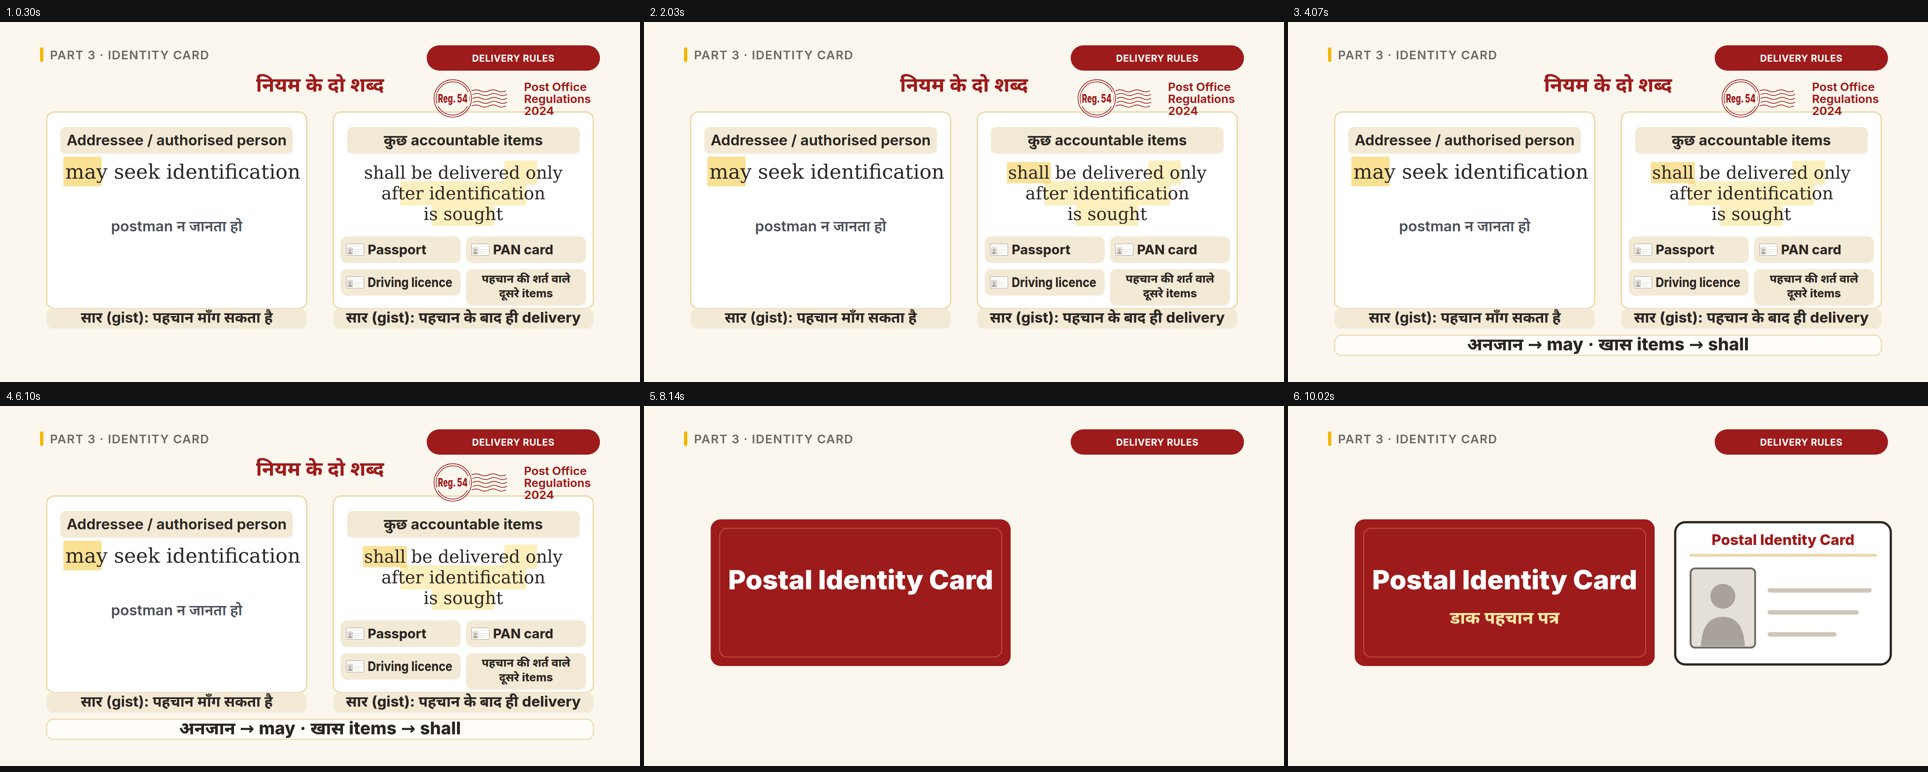 1. 0.30s
PART 3 · IDENTITY CARD
DELIVERY RULES
नियम के दो शब्द
Reg. 54
Post Office
Regulations
2024
Addressee / authorised person
may seek identification
postman न जानता हो
सार (gist): पहचान माँग सकता है
कुछ accountable items
shall be delivered only
after identification
is sought
Passport
PAN card
Driving licence
पहचान की शर्त वाले
दूसरे items
सार (gist): पहचान के बाद ही delivery
2. 2.03s
PART 3 · IDENTITY CARD
DELIVERY RULES
नियम के दो शब्द
Reg. 54
Post Office
Regulations
2024
Addressee / authorised person
may seek identification
postman न जानता हो
सार (gist): पहचान माँग सकता है
कुछ accountable items
shall be delivered only
after identification
is sought
Passport
PAN card
Driving licence
पहचान की शर्त वाले
दूसरे items
सार (gist): पहचान के बाद ही delivery
3. 4.07s
PART 3 · IDENTITY CARD
DELIVERY RULES
नियम के दो शब्द
Reg. 54
Post Office
Regulations
2024
Addressee / authorised person
may seek identification
postman न जानता हो
सार (gist): पहचान माँग सकता है
कुछ accountable items
shall be delivered only
after identification
is sought
Passport
PAN card
Driving licence
पहचान की शर्त वाले
दूसरे items
सार (gist): पहचान के बाद ही delivery
अनजान → may · खास items → shall
4. 6.10s
PART 3 · IDENTITY CARD
DELIVERY RULES
नियम के दो शब्द
Reg. 54
Post Office
Regulations
2024
Addressee / authorised person
may seek identification
postman न जानता हो
सार (gist): पहचान माँग सकता है
कुछ accountable items
shall be delivered only
after identification
is sought
Passport
PAN card
Driving licence
पहचान की शर्त वाले
दूसरे items
सार (gist): पहचान के बाद ही delivery
अनजान → may · खास items → shall
5. 8.14s
PART 3 · IDENTITY CARD
DELIVERY RULES
Postal Identity Card
6. 10.02s
PART 3 · IDENTITY CARD
DELIVERY RULES
Postal Identity Card
डाक पहचान पत्र
Postal Identity Card